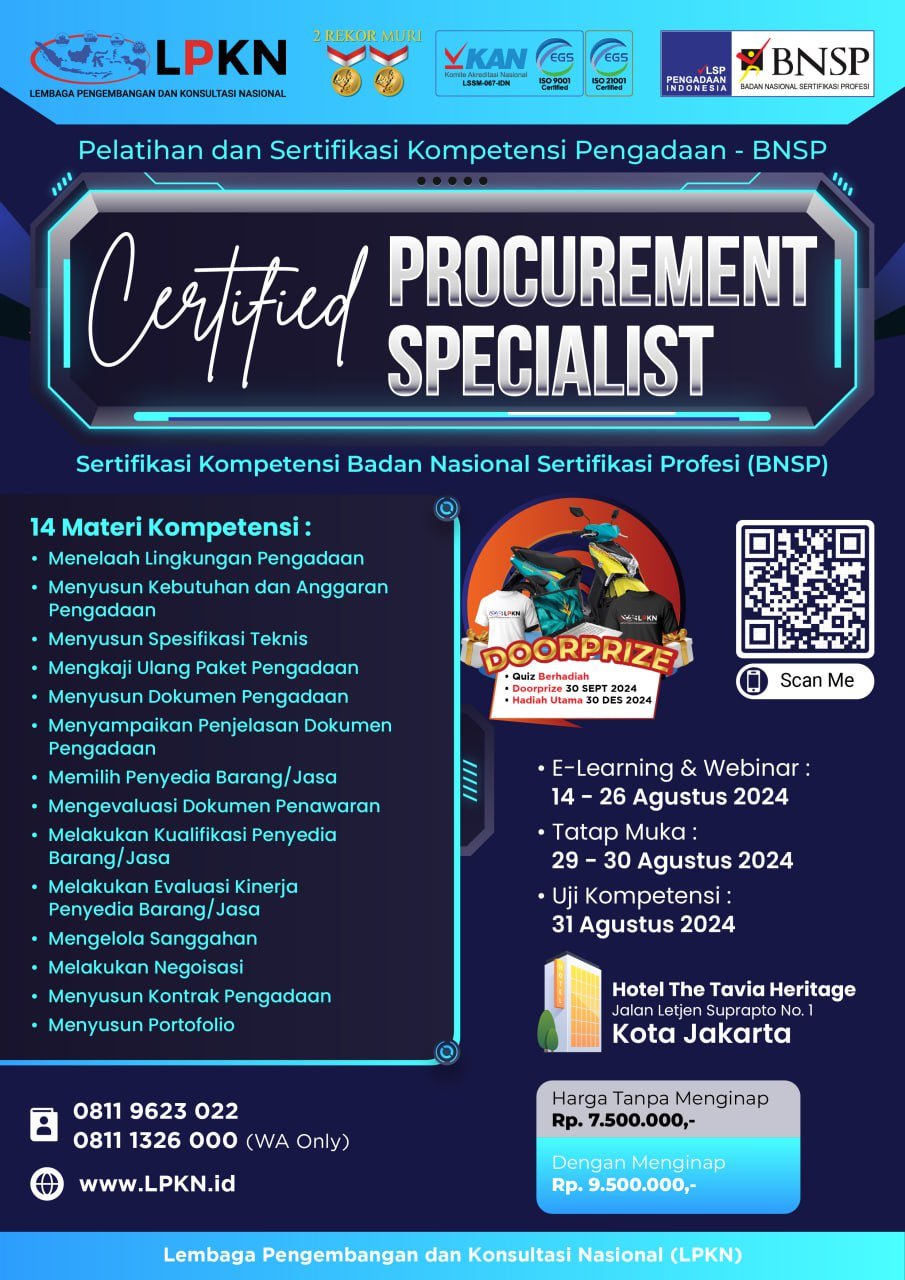 LPKN
LEMBAGA PENGEMBANGAN DAN KONSULTASI NASIONAL
2 REKOR MURI
KAN
Komite Akreditasi Nasional
LSSM-067-IDN
EGS
ISO 9001
Certified
EGS
ISO 21001
Certified
LSP
PENGADAAN
INDONESIA
BNSP
BADAN NASIONAL SERTIFIKASI PROFESI
Pelatihan dan Sertifikasi Kompetensi Pengadaan - BNSP
Certified PROCUREMENT
SPECIALIST
Sertifikasi Kompetensi Badan Nasional Sertifikasi Profesi (BNSP)
14 Materi Kompetensi :
• Menelaah Lingkungan Pengadaan
• Menyusun Kebutuhan dan Anggaran
Pengadaan
• Menyusun Spesifikasi Teknis
• Mengkaji Ulang Paket Pengadaan
• Menyusun Dokumen Pengadaan
• Menyampaikan Penjelasan Dokumen
Pengadaan
• Memilih Penyedia Barang/Jasa
• Mengevaluasi Dokumen Penawaran
• Melakukan Kualifikasi Penyedia
Barang/Jasa
• Melakukan Evaluasi Kinerja
Penyedia Barang/Jasa
• Mengelola Sanggahan
• Melakukan Negoisasi
• Menyusun Kontrak Pengadaan
• Menyusun Portofolio
LPKN
LPKN
DOORPRIZE
• Quiz Berhadiah
• Doorprize 30 SEPT 2024
• Hadiah Utama 30 DES 2024
Scan Me
• E-Learning & Webinar :
14 - 26 Agustus 2024
• Tatap Muka :
29 - 30 Agustus 2024
• Uji Kompetensi :
31 Agustus 2024
HOTEL
Hotel The Tavia Heritage
Jalan Letjen Suprapto No. 1
Kota Jakarta
0811 9623 022
0811 1326 000 (WA Only)
www.LPKN.id
Harga Tanpa Menginap
Rp. 7.500.000,-
Dengan Menginap
Rp. 9.500.000,-
Lembaga Pengembangan dan Konsultasi Nasional (LPKN)